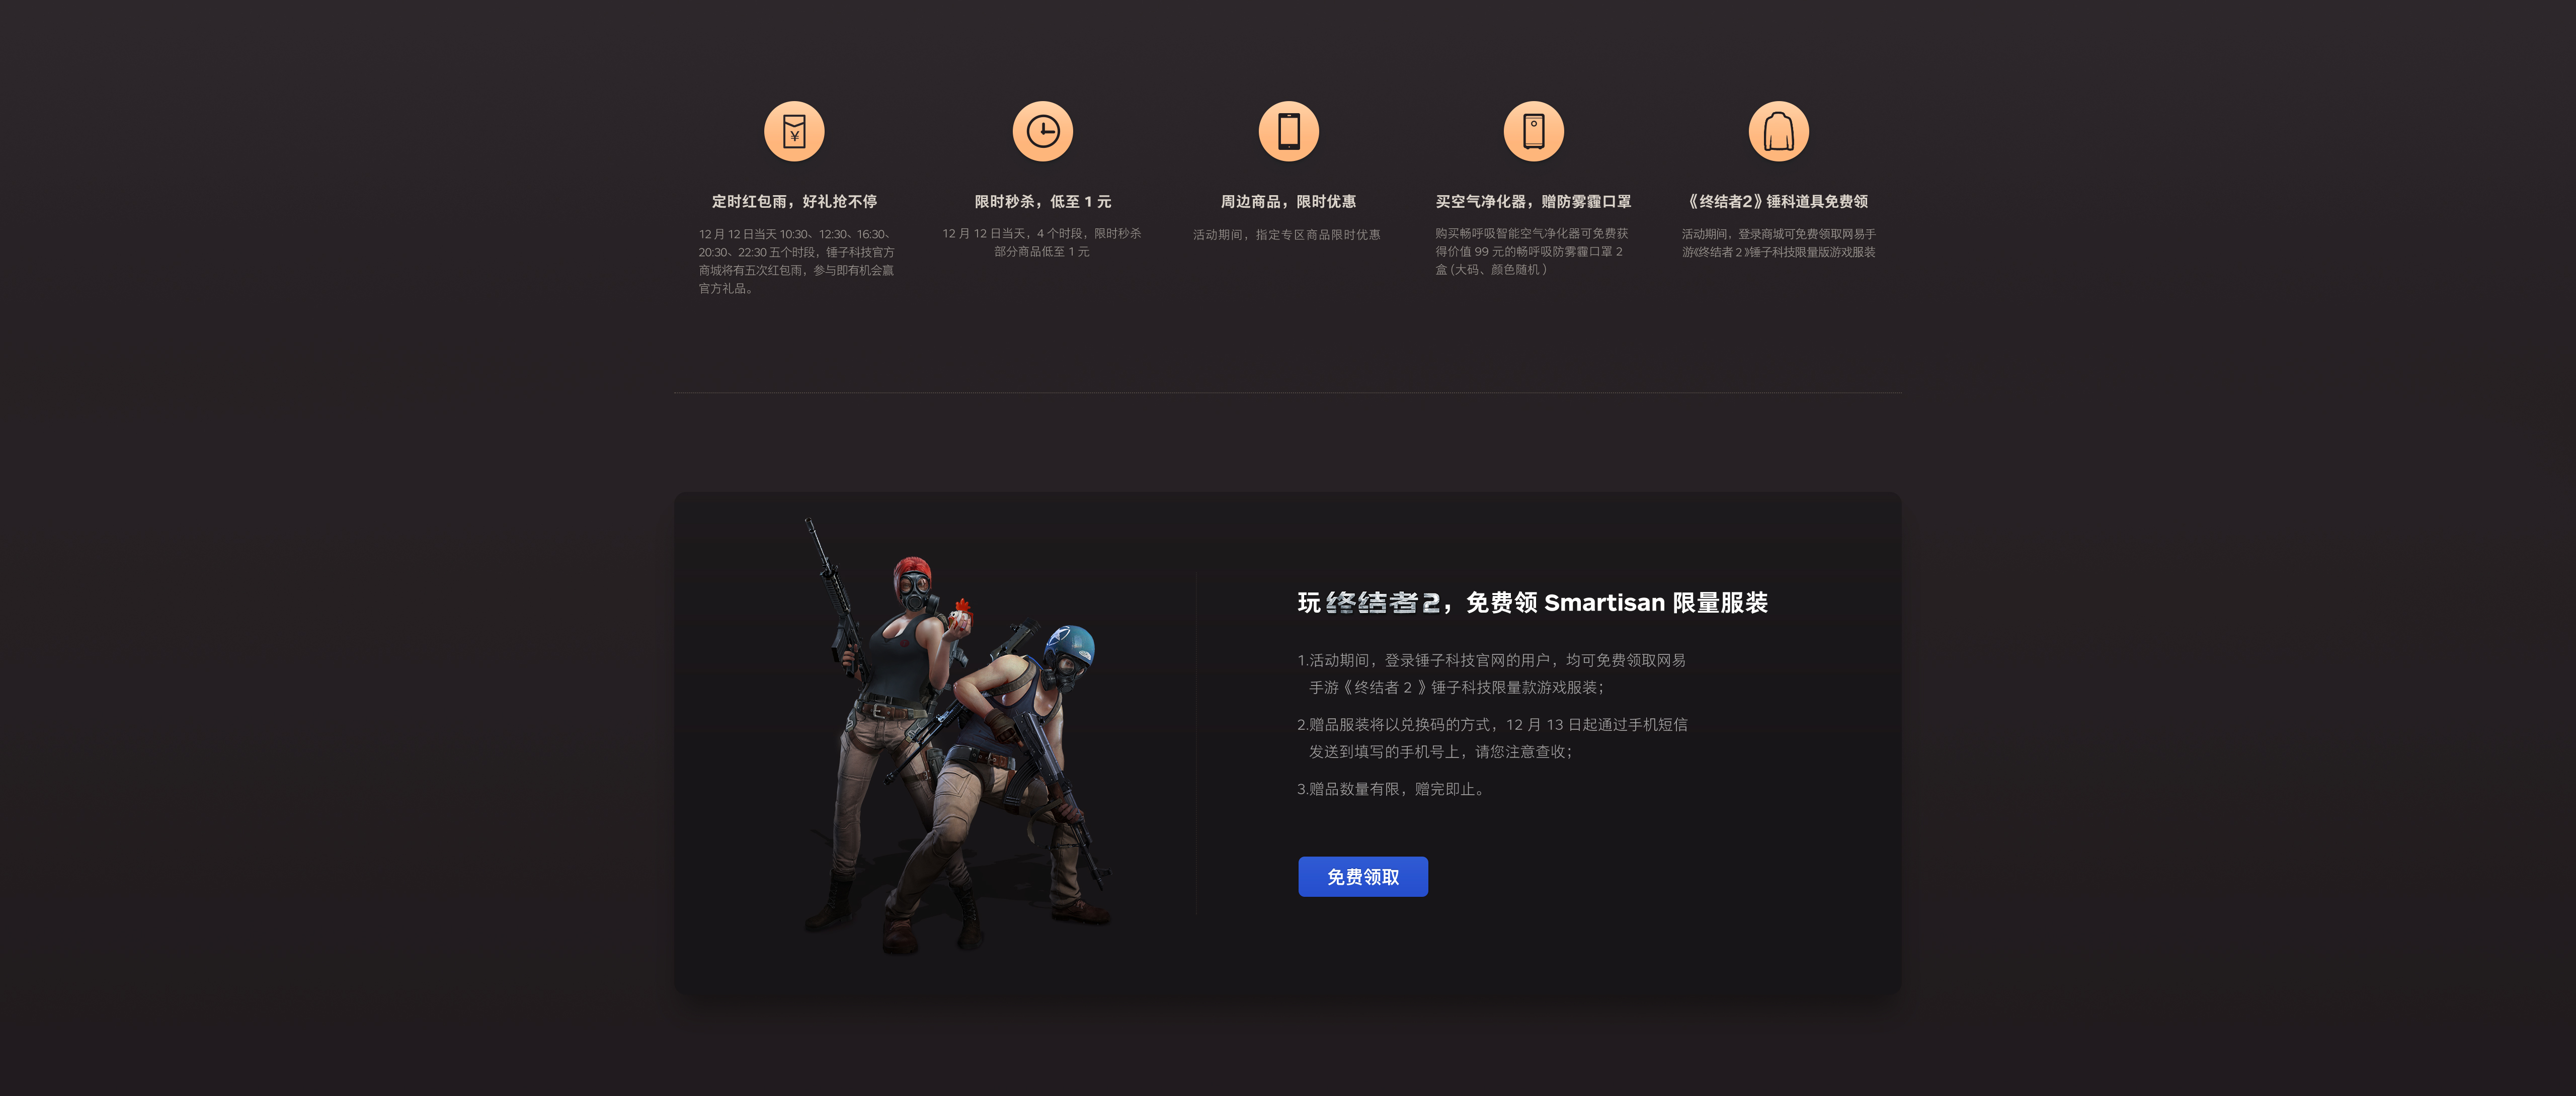 定时红包雨，好礼抢不停
12 月 12 日当天 10:30、12:30、16:30、
20:30、22:30 五个时段，锤子科技官方
商城将有五次红包雨，参与即有机会赢
官方礼品。
限时秒杀，低至 1 元
12 月 12 日当天，4 个时段，限时秒杀
部分商品低至 1 元
周边商品，限时优惠
活动期间，指定专区商品限时优惠
买空气净化器，赠防雾霾口罩
购买畅呼吸智能空气净化器可免费获
得价值 99 元的畅呼吸防雾霾口罩 2
盒 (大码、颜色随机 )
《终结者2》锤科道具免费领
活动期间，登录商城可免费领取网易手
游《终结者 2 》锤子科技限量版游戏服装
玩 终结者2，免费领 Smartisan 限量服装
1.活动期间，登录锤子科技官网的用户，均可免费领取网易
手游《终结者 2 》锤子科技限量款游戏服装；
2.赠品服装将以兑换码的方式，12 月 13 日起通过手机短信
发送到填写的手机号上，请您注意查收；
3.赠品数量有限，赠完即止。
免费领取